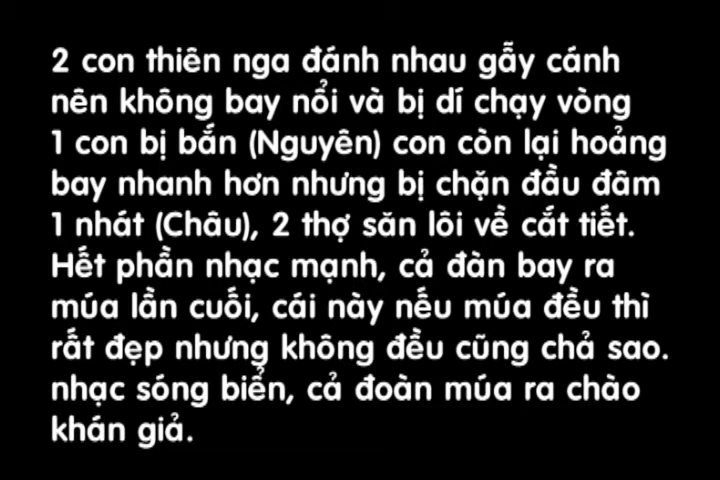 2 con thiên nga đánh nhau gẫy cánh
nên không bay nổi và bị dí chạy vòng
1 con bị bắn (Nguyên) con còn lại hoảng
bay nhanh hơn nhưng bị chặn đầu đâm
1 nhát (Châu), 2 thợ săn lôi về cắt tiết.
Hết phần nhạc mạnh, cả đàn bay ra
múa lần cuối, cái này nếu múa đều thì
rất đẹp nhưng không đều cũng chả sao.
nhạc sóng biển, cả đoàn múa ra chào
khán giả.